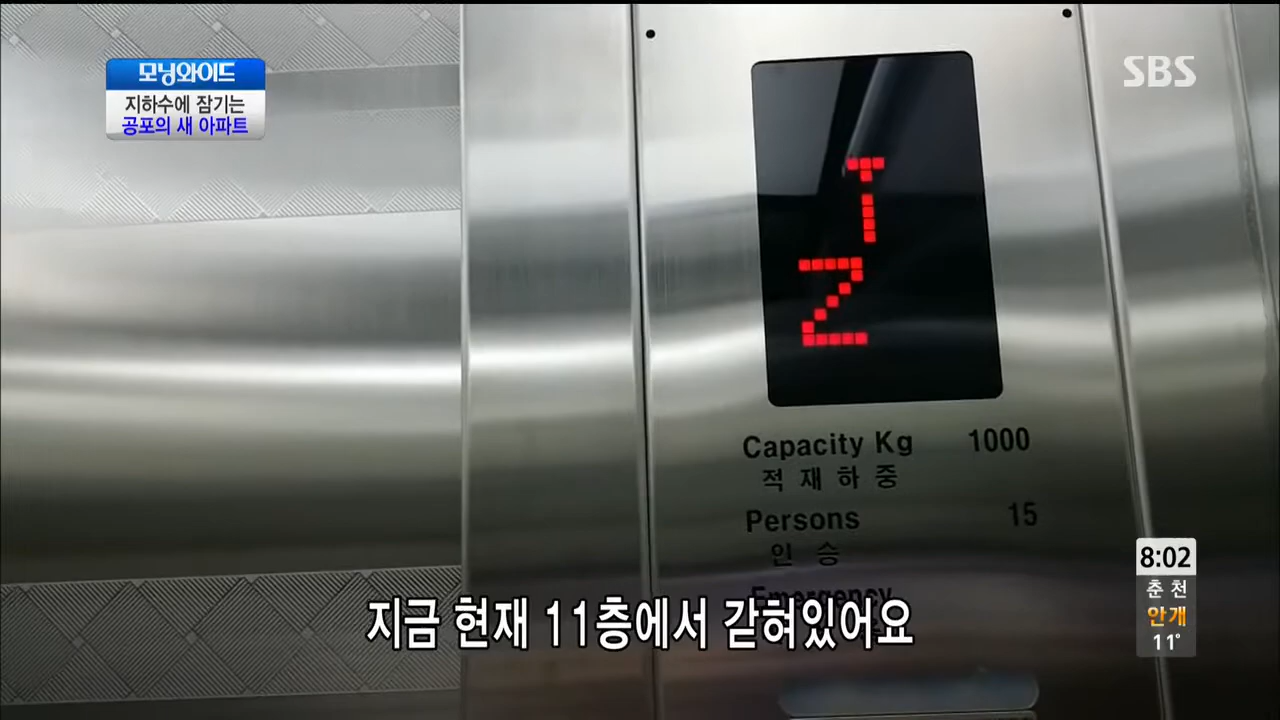 모닝와이드
지하수에 잠기는
공포의 새 아파트
SBS
Capacity Kg 1000
적재하중
Persons 15
인승
Emergency
지금 현재 11층에서 갇혀있어요
8:02
춘천
안개
11°